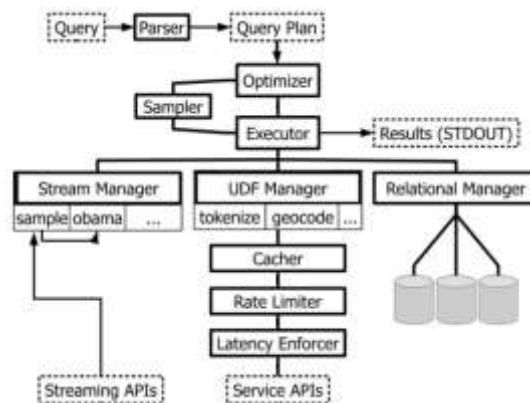 Query
Parser
Query Plan
Optimizer
Sampler
Executor
Results (STDOUT)
Stream Manager
UDF Manager
Relational Manager
sample obama ...
tokenize geocode ...
Cacher
Rate Limiter
Latency Enforcer
Streaming APIs
Service APIs